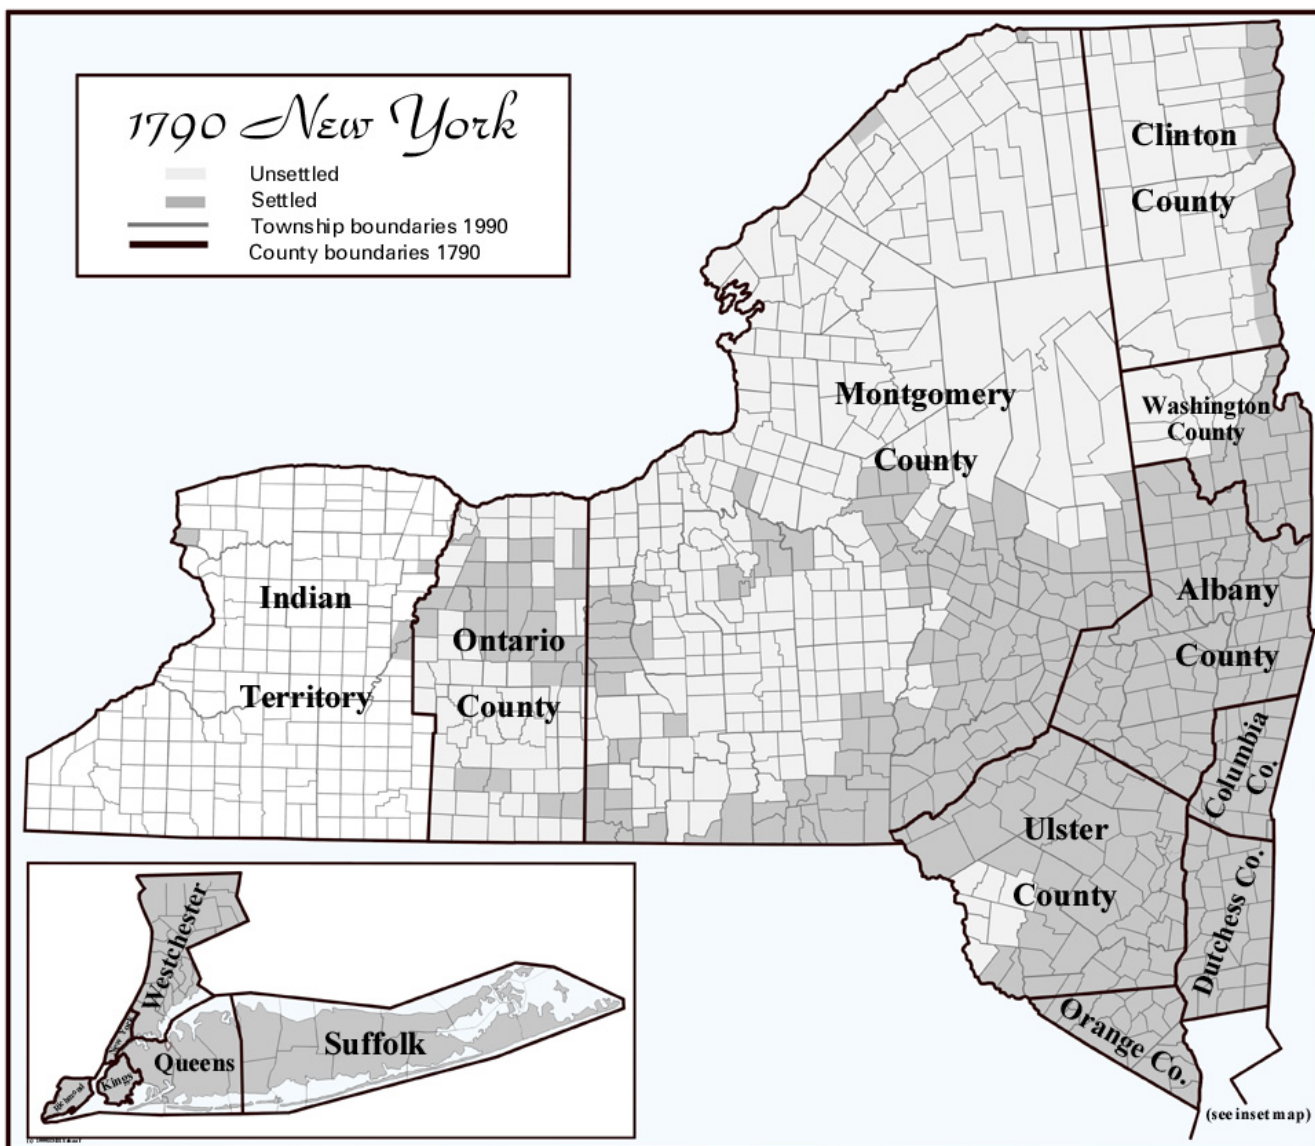 1790 New York
Unsettled
Settled
Township boundaries 1990
County boundaries 1790
Clinton
County
Montgomery
County
Washington
County
Indian
Territory
Ontario
County
Albany
County
Columbia
Co.
Ulster
County
Dutchess Co.
Orange Co.
(see inset map)
Westchester
New York
Queens
Suffolk
Kings
Richmond